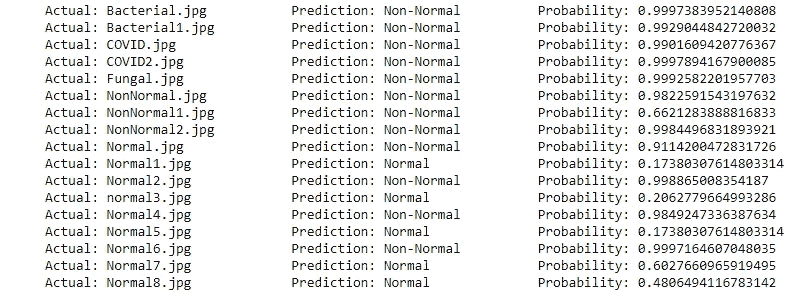 Actual: Bacterial.jpg Prediction: Non-Normal Probability: 0.9997383952140808
Actual: Bacterial1.jpg Prediction: Non-Normal Probability: 0.9929044842720032
Actual: COVID.jpg Prediction: Non-Normal Probability: 0.9901609420776367
Actual: COVID2.jpg Prediction: Non-Normal Probability: 0.9997894167900085
Actual: Fungal.jpg Prediction: Non-Normal Probability: 0.9992582201957703
Actual: NonNormal.jpg Prediction: Non-Normal Probability: 0.9822591543197632
Actual: NonNormal1.jpg Prediction: Non-Normal Probability: 0.6621283888816833
Actual: NonNormal2.jpg Prediction: Non-Normal Probability: 0.9984496831893921
Actual: Normal.jpg Prediction: Non-Normal Probability: 0.9114200472831726
Actual: Normal1.jpg Prediction: Normal Probability: 0.17380307614803314
Actual: Normal2.jpg Prediction: Non-Normal Probability: 0.998865008354187
Actual: normal3.jpg Prediction: Normal Probability: 0.2062779664993286
Actual: Normal4.jpg Prediction: Non-Normal Probability: 0.9849247336387634
Actual: Normal5.jpg Prediction: Normal Probability: 0.17380307614803314
Actual: Normal6.jpg Prediction: Non-Normal Probability: 0.9997164607048035
Actual: Normal7.jpg Prediction: Normal Probability: 0.6027660965919495
Actual: Normal8.jpg Prediction: Normal Probability: 0.4806494116783142